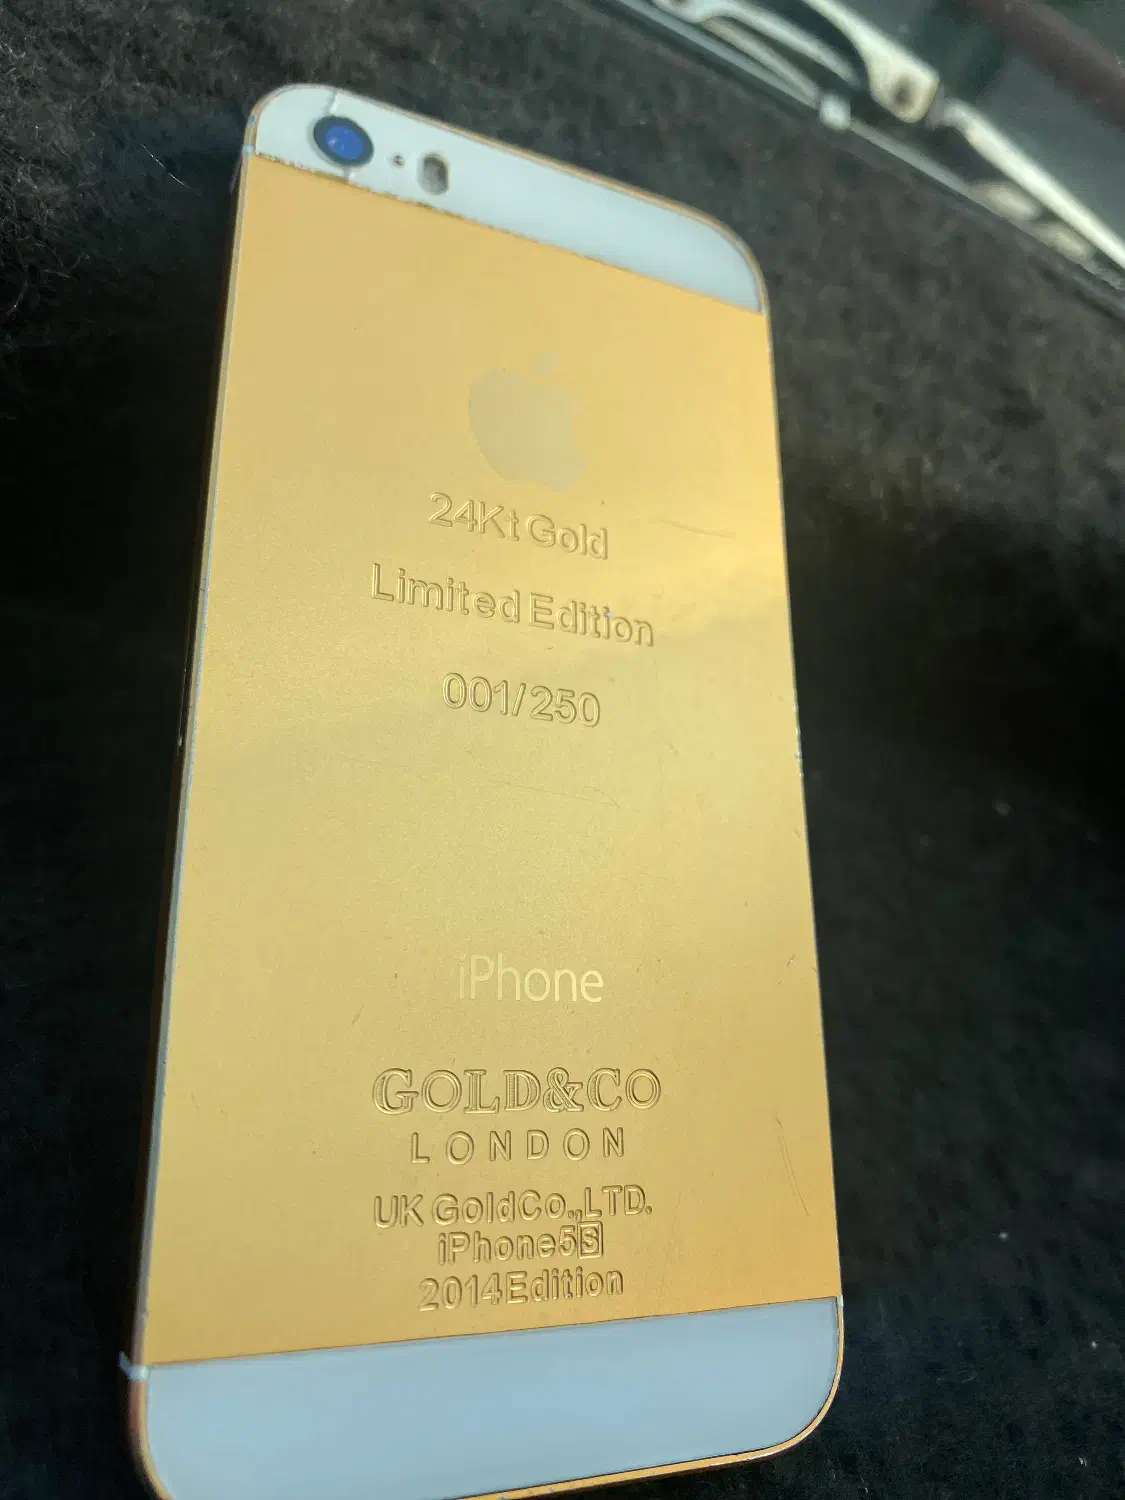 24Kt Gold
Limited Edition
001/250
iPhone
GOLD&CO
LONDON
UK GoldCo.,LTD.
iPhone5S
2014Edition